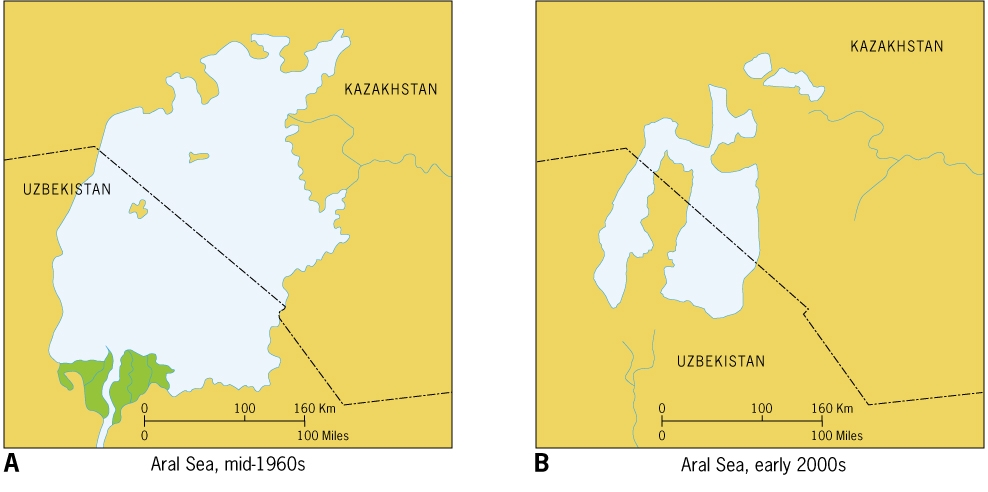 KAZAKHSTAN
UZBEKISTAN
0 100 160 Km
0 100 Miles
A Aral Sea, mid-1960s
KAZAKHSTAN
UZBEKISTAN
0 100 160 Km
0 100 Miles
B Aral Sea, early 2000s